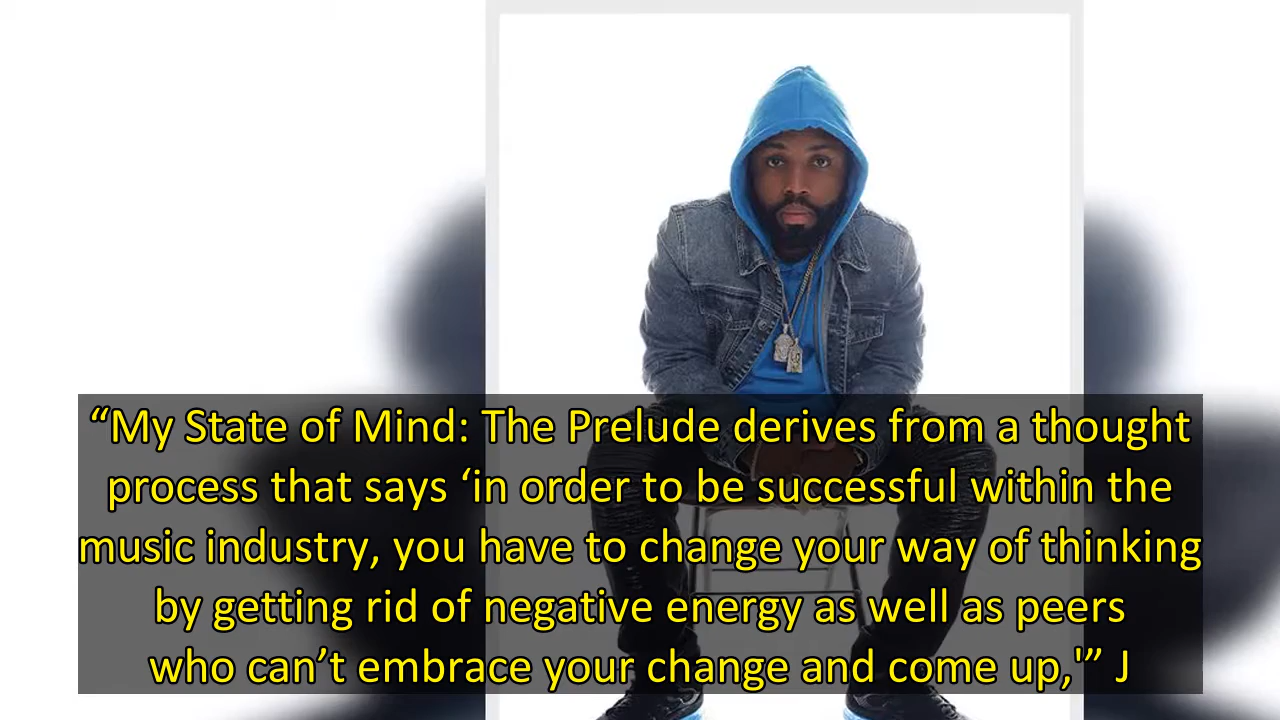 “My State of Mind: The Prelude derives from a thought
process that says ‘in order to be successful within the
music industry, you have to change your way of thinking
by getting rid of negative energy as well as peers
who can’t embrace your change and come up,'” J